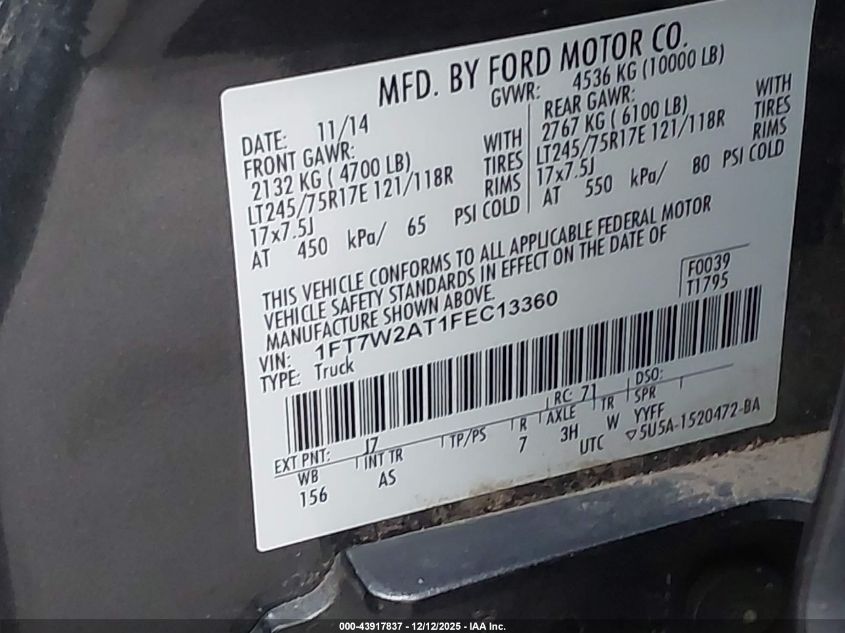 MFD. BY FORD MOTOR CO.
DATE: 11/14
GVWR: 4536 KG (10000 LB)
FRONT GAWR:
2132 KG ( 4700 LB) WITH
LT245/75R17E 121/118R TIRES
17x7.5J RIMS
AT 450 kPa/ 65 PSI COLD
REAR GAWR:
2767 KG ( 6100 LB) WITH
LT245/75R17E 121/118R TIRES
17x7.5J RIMS
AT 550 kPa/ 80 PSI COLD
THIS VEHICLE CONFORMS TO ALL APPLICABLE FEDERAL MOTOR
VEHICLE SAFETY STANDARDS IN EFFECT ON THE DATE OF
MANUFACTURE SHOWN ABOVE.
F0039
T1795
VIN: 1FT7W2AT1FEC13360
TYPE: Truck
EXT PNT: J7 RC: 71 DSO:
WB INT TR TP/PS R AXLE TR SPR
156 AS 7 3H W YYFF
UTC ▽5U5A-1520472-BA
000-43917837 - 12/12/2025 - IAA Inc.